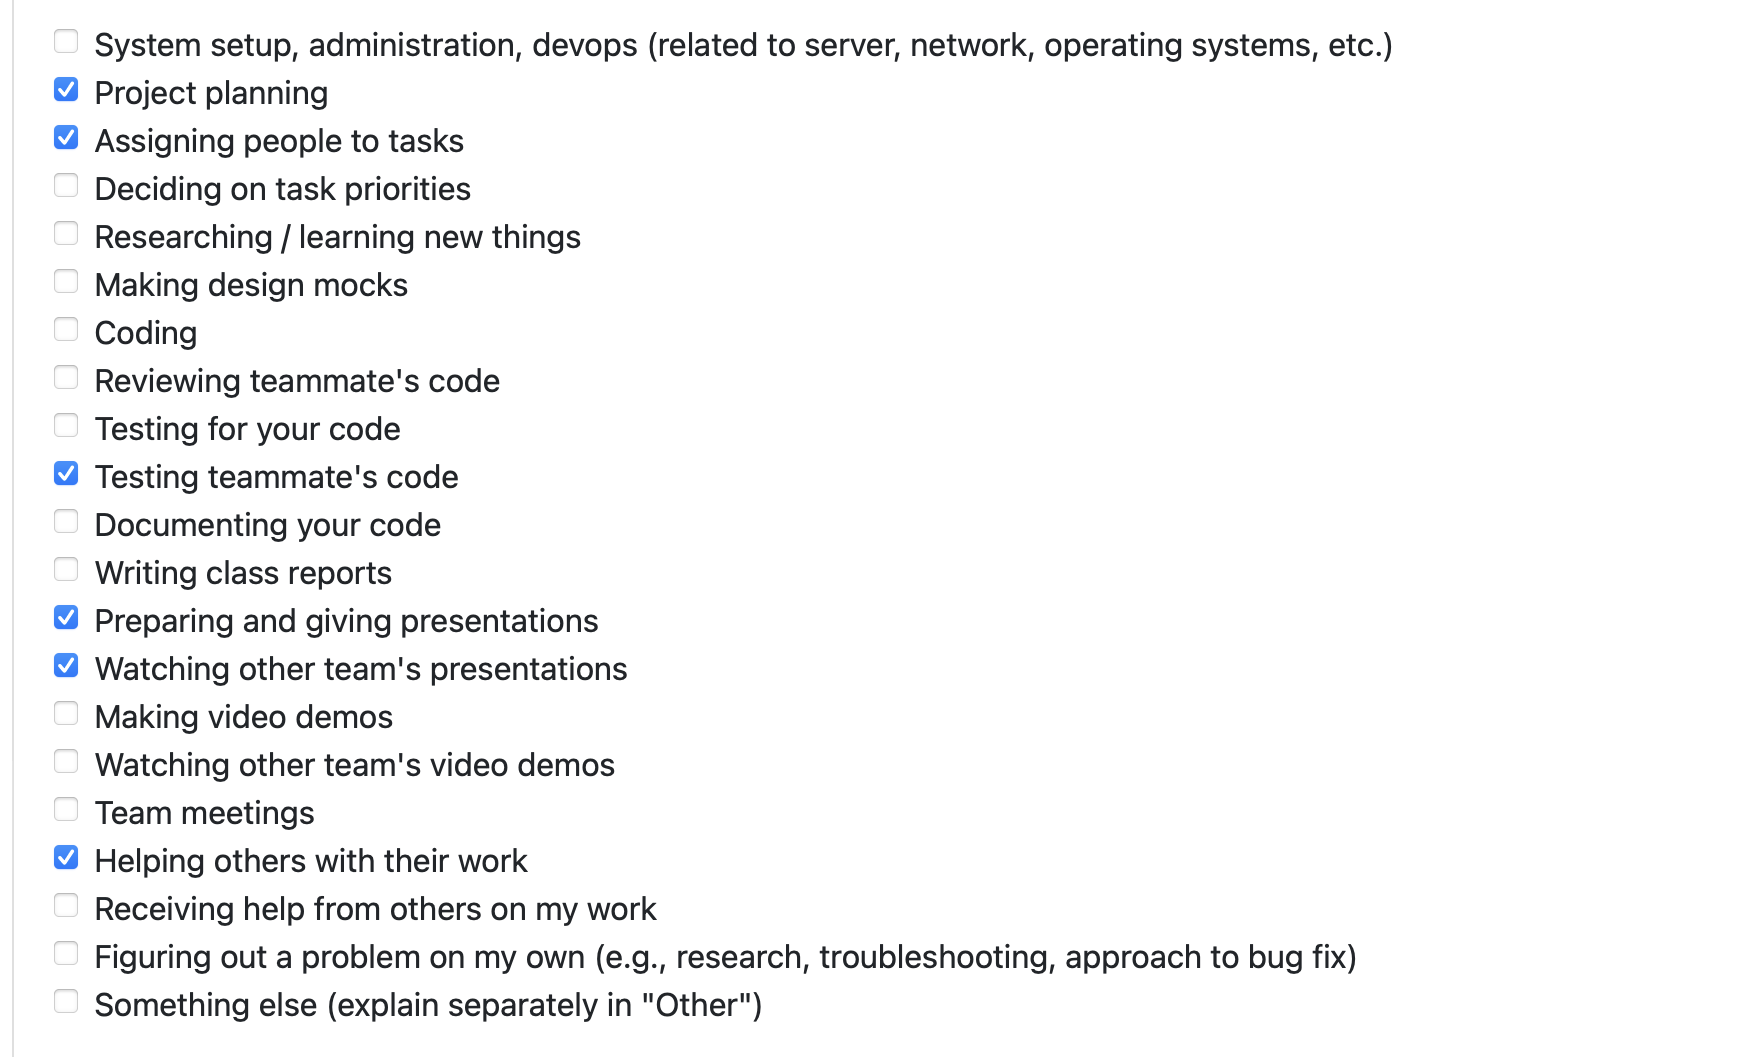 System setup, administration, devops (related to server, network, operating systems, etc.)
Project planning
Assigning people to tasks
Deciding on task priorities
Researching / learning new things
Making design mocks
Coding
Reviewing teammate's code
Testing for your code
Testing teammate's code
Documenting your code
Writing class reports
Preparing and giving presentations
Watching other team's presentations
Making video demos
Watching other team's video demos
Team meetings
Helping others with their work
Receiving help from others on my work
Figuring out a problem on my own (e.g., research, troubleshooting, approach to bug fix)
Something else (explain separately in "Other")